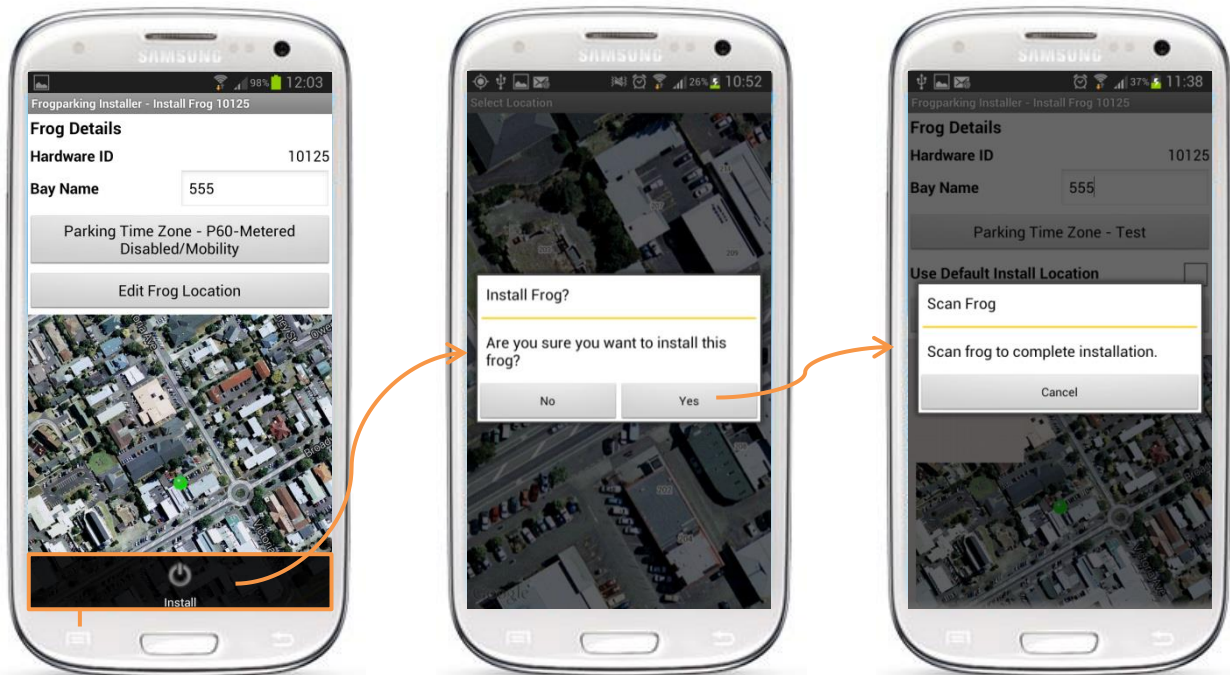 SAMSUNG
98% 12:03
Frogparking Installer - Install Frog 10125
Frog Details
Hardware ID 10125
Bay Name 555
Parking Time Zone - P60-Metered
Disabled/Mobility
Edit Frog Location
Install
SAMSUNG
26% 10:52
Select Location
209
Install Frog?
Are you sure you want to install this
frog?
No Yes
203
SAMSUNG
37% 11:38
Frogparking Installer - Install Frog 10125
Frog Details
Hardware ID 10125
Bay Name 555
Parking Time Zone - Test
Use Default Install Location
Scan Frog
Scan frog to complete installation.
Cancel